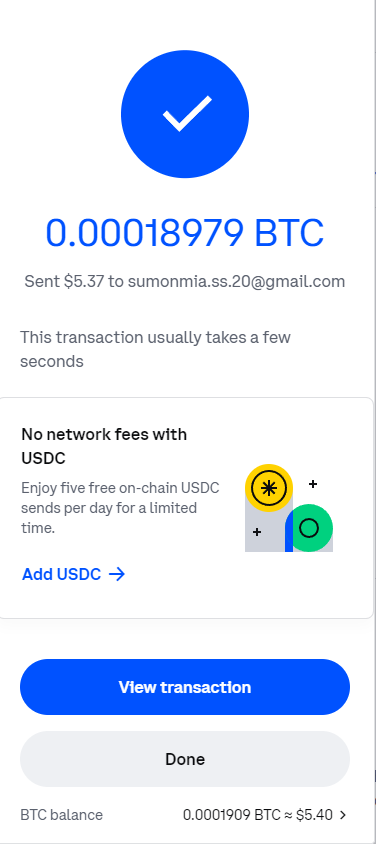 0.00018979 BTC
Sent $5.37 to sumonmia.ss.20@gmail.com
This transaction usually takes a few
seconds
No network fees with
USDC
Enjoy five free on-chain USDC
sends per day for a limited
time.
Add USDC
View transaction
Done
BTC balance 0.0001909 BTC ≈ $5.40